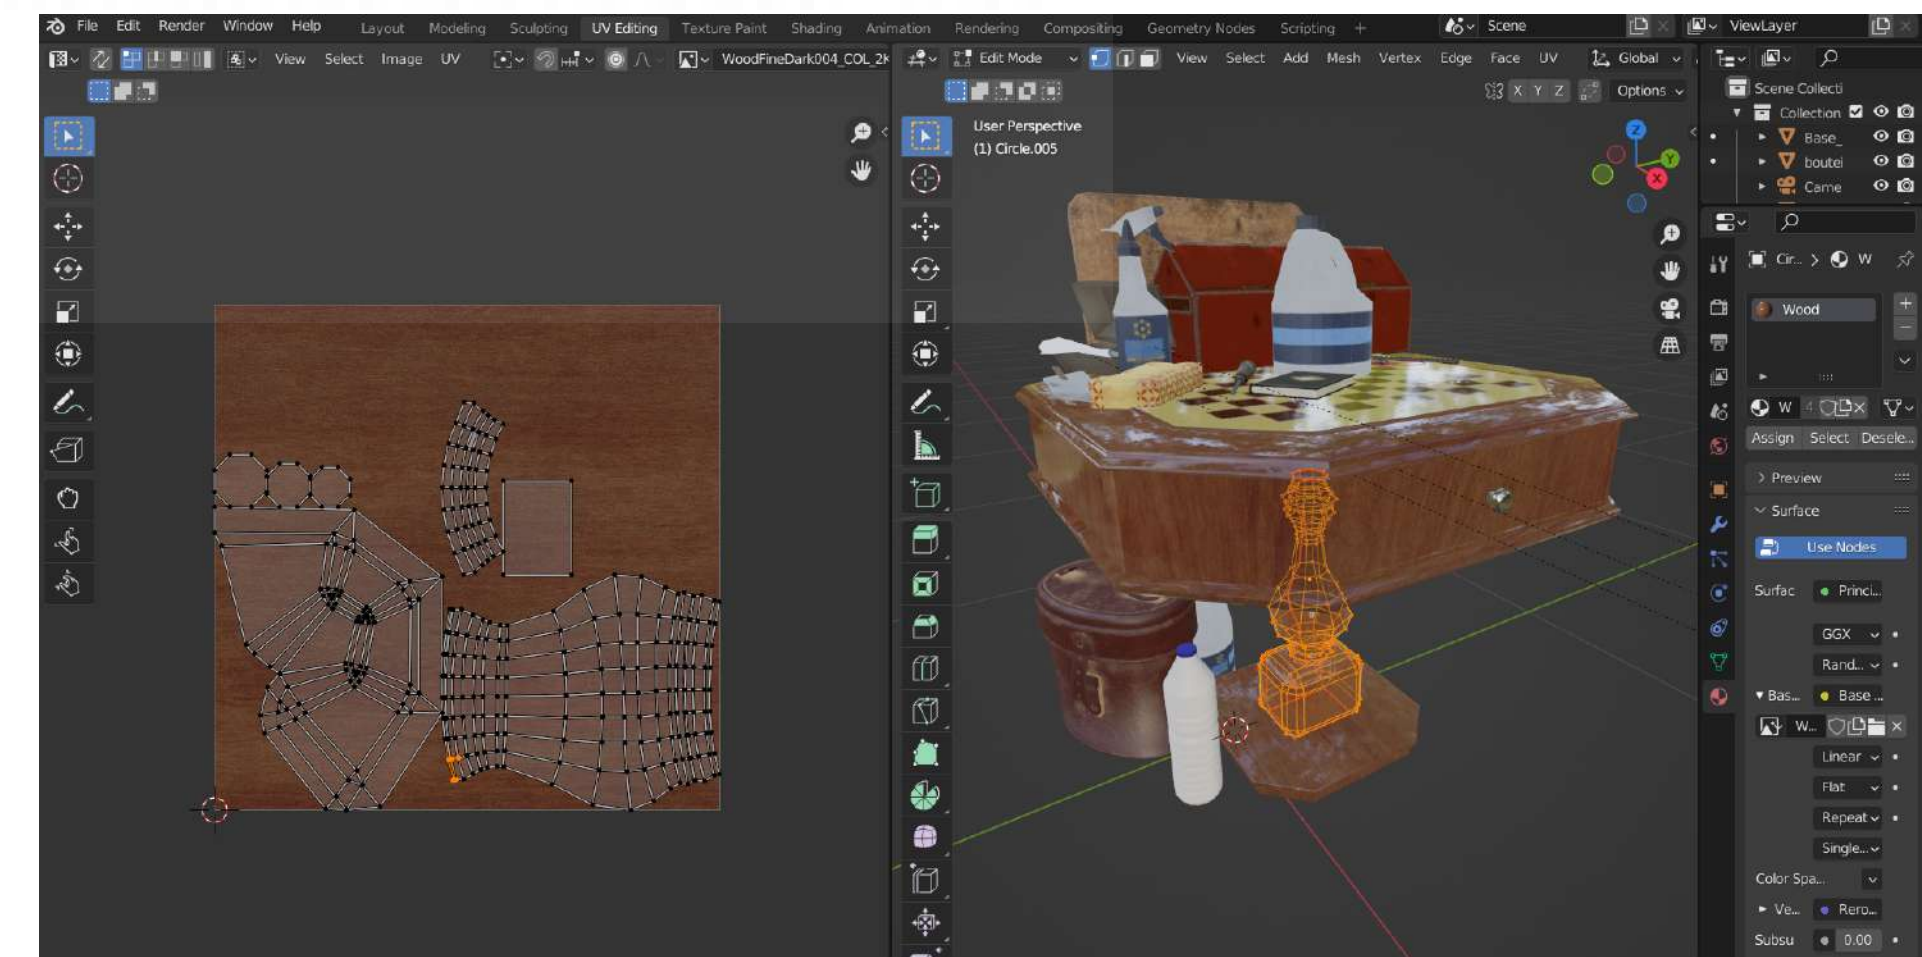 File Edit Render Window Help Layout Modeling Sculpting UV Editing Texture Paint Shading Animation Rendering Compositing Geometry Nodes Scripting + Scene ViewLayer
View Select Image UV WoodFineDark004_COL_2K Edit Mode View Select Add Mesh Vertex Edge Face UV Global
X Y Z Options
User Perspective
(1) Circle.005
Z
Y
X
Scene Collecti
Collection
Base_
boutei
Came
Cir... > W
Wood
W 4
Assign Select Desele...
Preview
Surface
Use Nodes
Surfac Princi...
GGX
Rand...
Bas... Base ...
W...
Linear
Flat
Repeat
Single...
Color Spa...
Ve... Rero...
Subsu 0.00